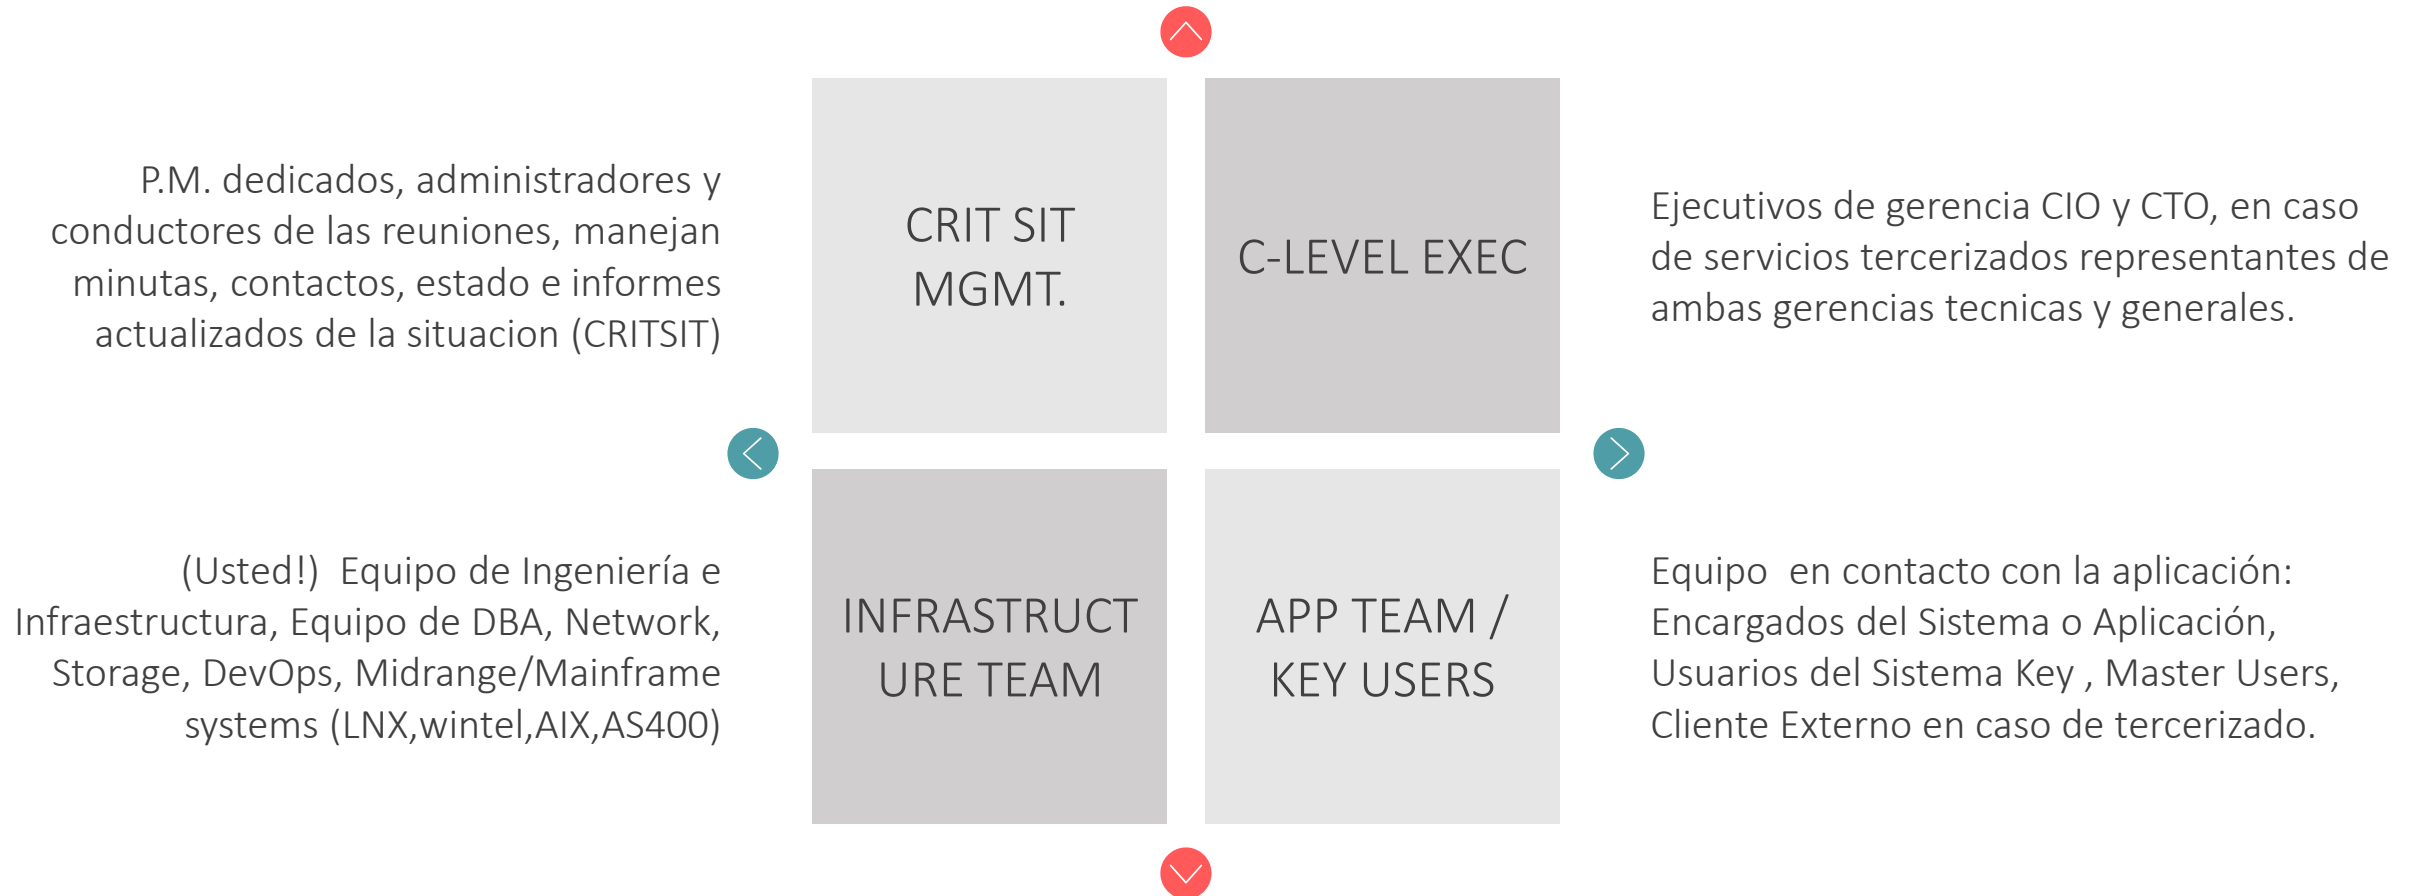 P.M. dedicados, administradores y
conductores de las reuniones, manejan
minutas, contactos, estado e informes
actualizados de la situacion (CRITSIT)
CRIT SIT
MGMT.
C-LEVEL EXEC
Ejecutivos de gerencia CIO y CTO, en caso
de servicios tercerizados representantes de
ambas gerencias tecnicas y generales.
(Usted!)  Equipo de Ingeniería e
Infraestructura, Equipo de DBA, Network,
Storage, DevOps, Midrange/Mainframe
systems (LNX,wintel,AIX,AS400)
INFRASTRUCT
URE TEAM
APP TEAM /
KEY USERS
Equipo  en contacto con la aplicación:
Encargados del Sistema o Aplicación,
Usuarios del Sistema Key , Master Users,
Cliente Externo en caso de tercerizado.